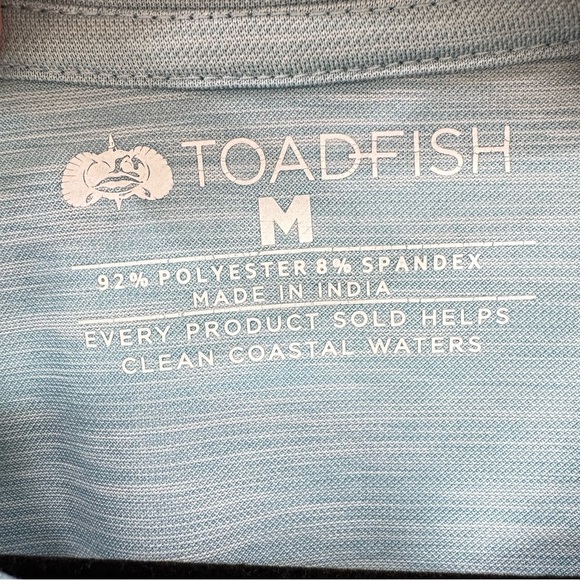 TOADFISH
M
92% POLYESTER 8% SPANDEX
MADE IN INDIA
EVERY PRODUCT SOLD HELPS
CLEAN COASTAL WATERS